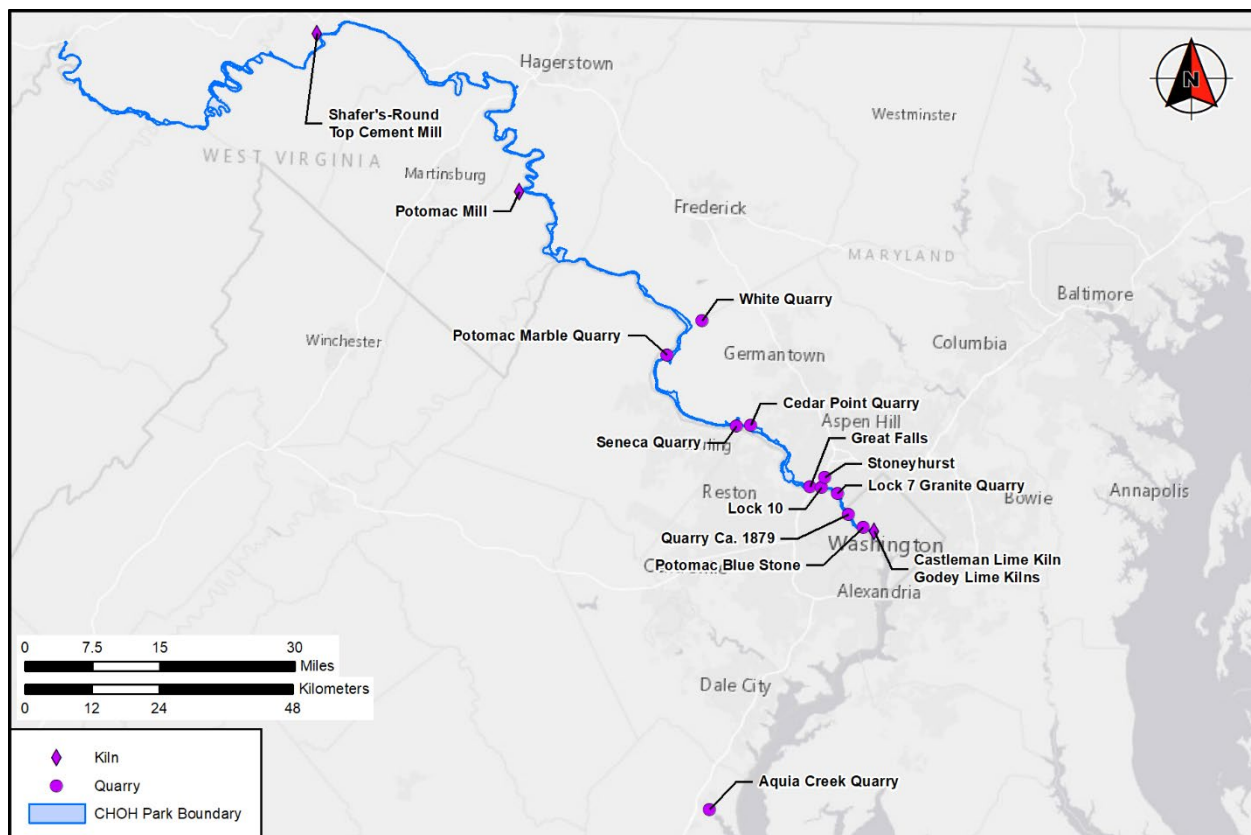 Hagerstown
Westminster
N
Shafer's-Round
Top Cement Mill
WEST VIRGINIA
Martinsburg
Potomac Mill
Frederick
MARYLAND
Baltimore
White Quarry
Winchester
Potomac Marble Quarry
Germantown
Columbia
Cedar Point Quarry
Aspen Hill
Seneca Quarry
Great Falls
Stoneyhurst
Reston
Lock 7 Granite Quarry
Bowie
Annapolis
Lock 10
Quarry Ca. 1879
Washington
Potomac Blue Stone
Castleman Lime Kiln
Godey Lime Kilns
Alexandria
0 7.5 15 30
Miles
Kilometers
0 12 24 48
Dale City
Kiln
Quarry
CHOH Park Boundary
Aquia Creek Quarry